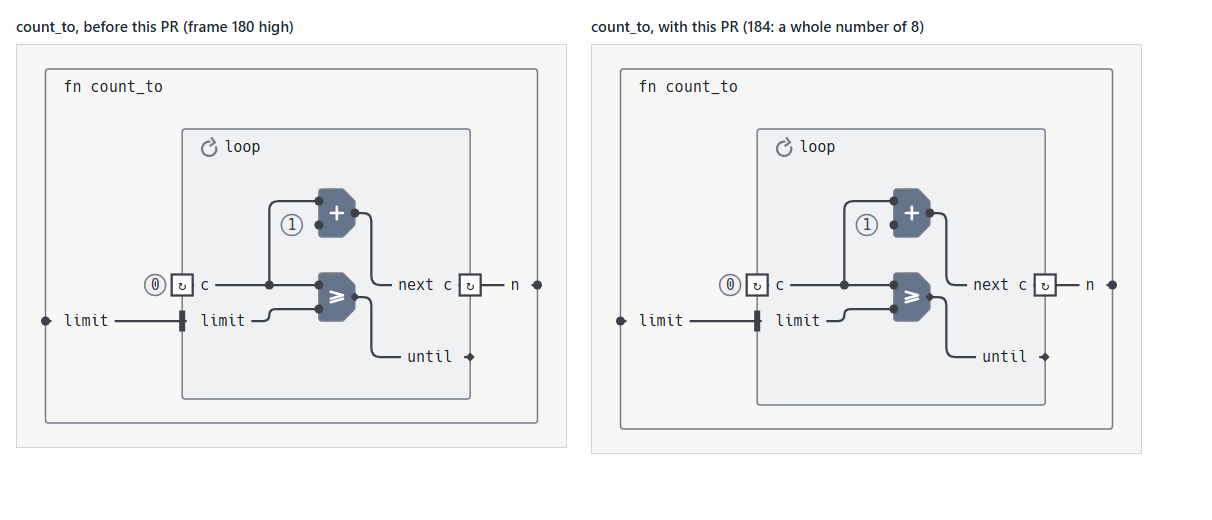 count_to, before this PR (frame 180 high)
fn count_to
loop
+
1
0 ↻ c
⩾
next c ↻ n
limit
limit
until
count_to, with this PR (184: a whole number of 8)
fn count_to
loop
+
1
0 ↻ c
⩾
next c ↻ n
limit
limit
until